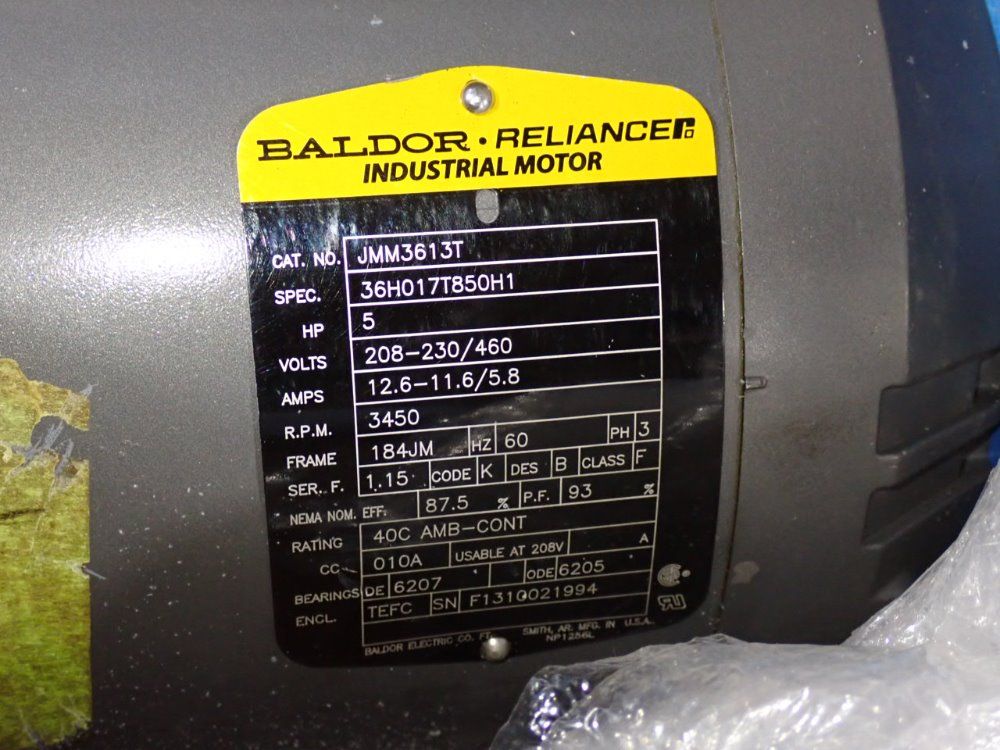 BALDOR · RELIANCER
INDUSTRIAL MOTOR
CAT. NO. JMM3613T
SPEC. 36H017T850H1
HP 5
VOLTS 208-230/460
AMPS 12.6-11.6/5.8
R.P.M. 3450
FRAME 184JM HZ 60 PH 3
SER. F. 1.15 CODE K DES B CLASS F
NEMA NOM. EFF. 87.5 % P.F. 93 %
RATING 40C AMB-CONT
CC 010A USABLE AT 208V A
BEARINGS DE 6207 ODE 6205
ENCL. TEFC SN F1310021994
BALDOR ELECTRIC CO. FT. SMITH, AR. MFG. IN U.S.A.
NP1256L